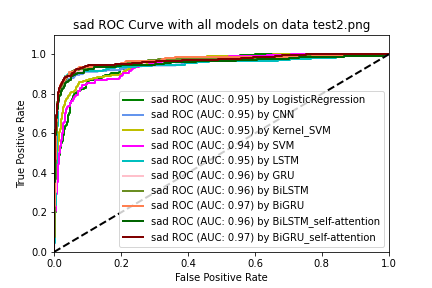 sad ROC Curve with all models on data test2.png
True Positive Rate
1.0
0.8
0.6
0.4
0.2
0.0
sad ROC (AUC: 0.95) by LogisticRegression
sad ROC (AUC: 0.95) by CNN
sad ROC (AUC: 0.95) by Kernel_SVM
sad ROC (AUC: 0.94) by SVM
sad ROC (AUC: 0.95) by LSTM
sad ROC (AUC: 0.96) by GRU
sad ROC (AUC: 0.96) by BiLSTM
sad ROC (AUC: 0.97) by BiGRU
sad ROC (AUC: 0.96) by BiLSTM_self-attention
sad ROC (AUC: 0.97) by BiGRU_self-attention
0.0 0.2 0.4 0.6 0.8 1.0
False Positive Rate